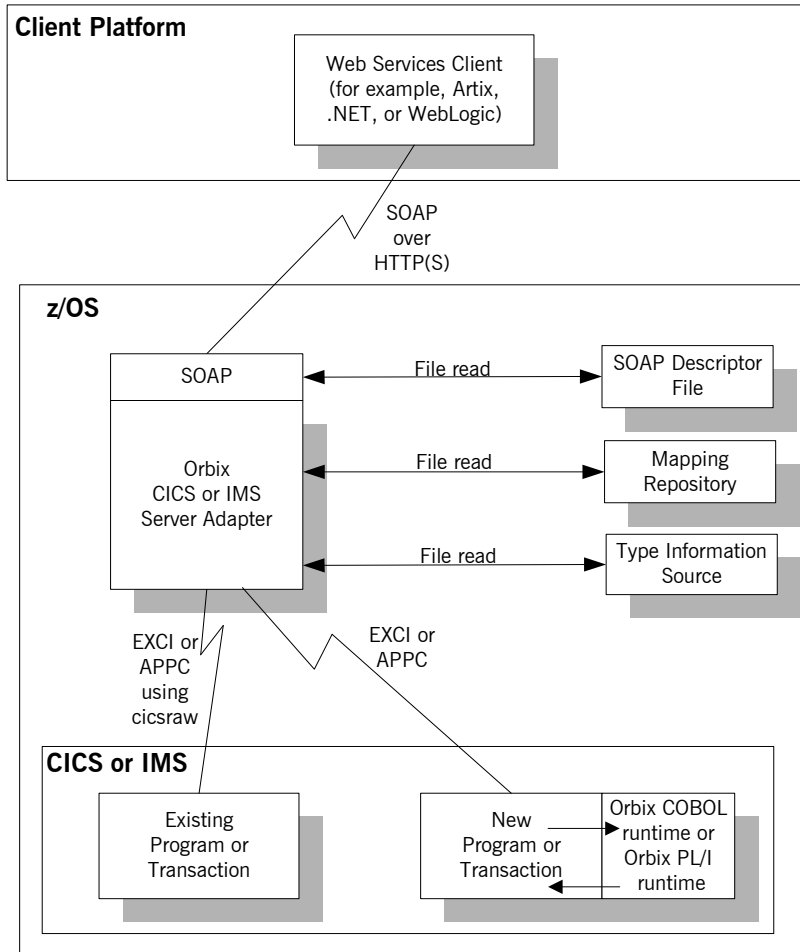 Client Platform
Web Services Client
(for example, Artix,
.NET, or WebLogic)
SOAP
over
HTTP(S)
z/OS
SOAP
File read
SOAP Descriptor
File
Orbix
CICS or IMS
Server Adapter
File read
Mapping
Repository
File read
Type Information
Source
EXCI or
APPC
using
cicsraw
EXCI or
APPC
CICS or IMS
Existing
Program or
Transaction
New
Program or
Transaction
Orbix COBOL
runtime or
Orbix PL/I
runtime